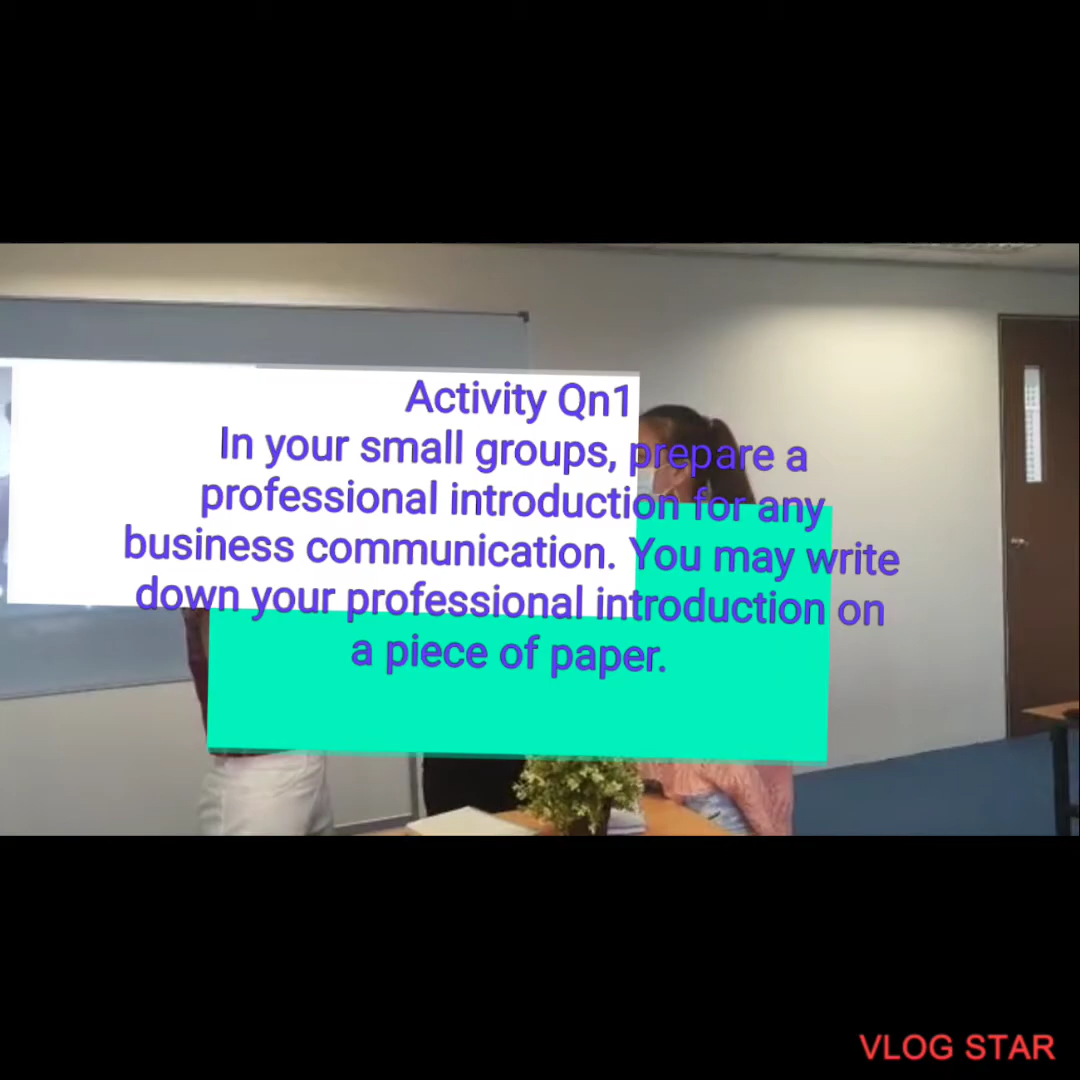 Activity Qn1
In your small groups, prepare a
professional introduction for any
business communication. You may write
down your professional introduction on
a piece of paper.
VLOG STAR